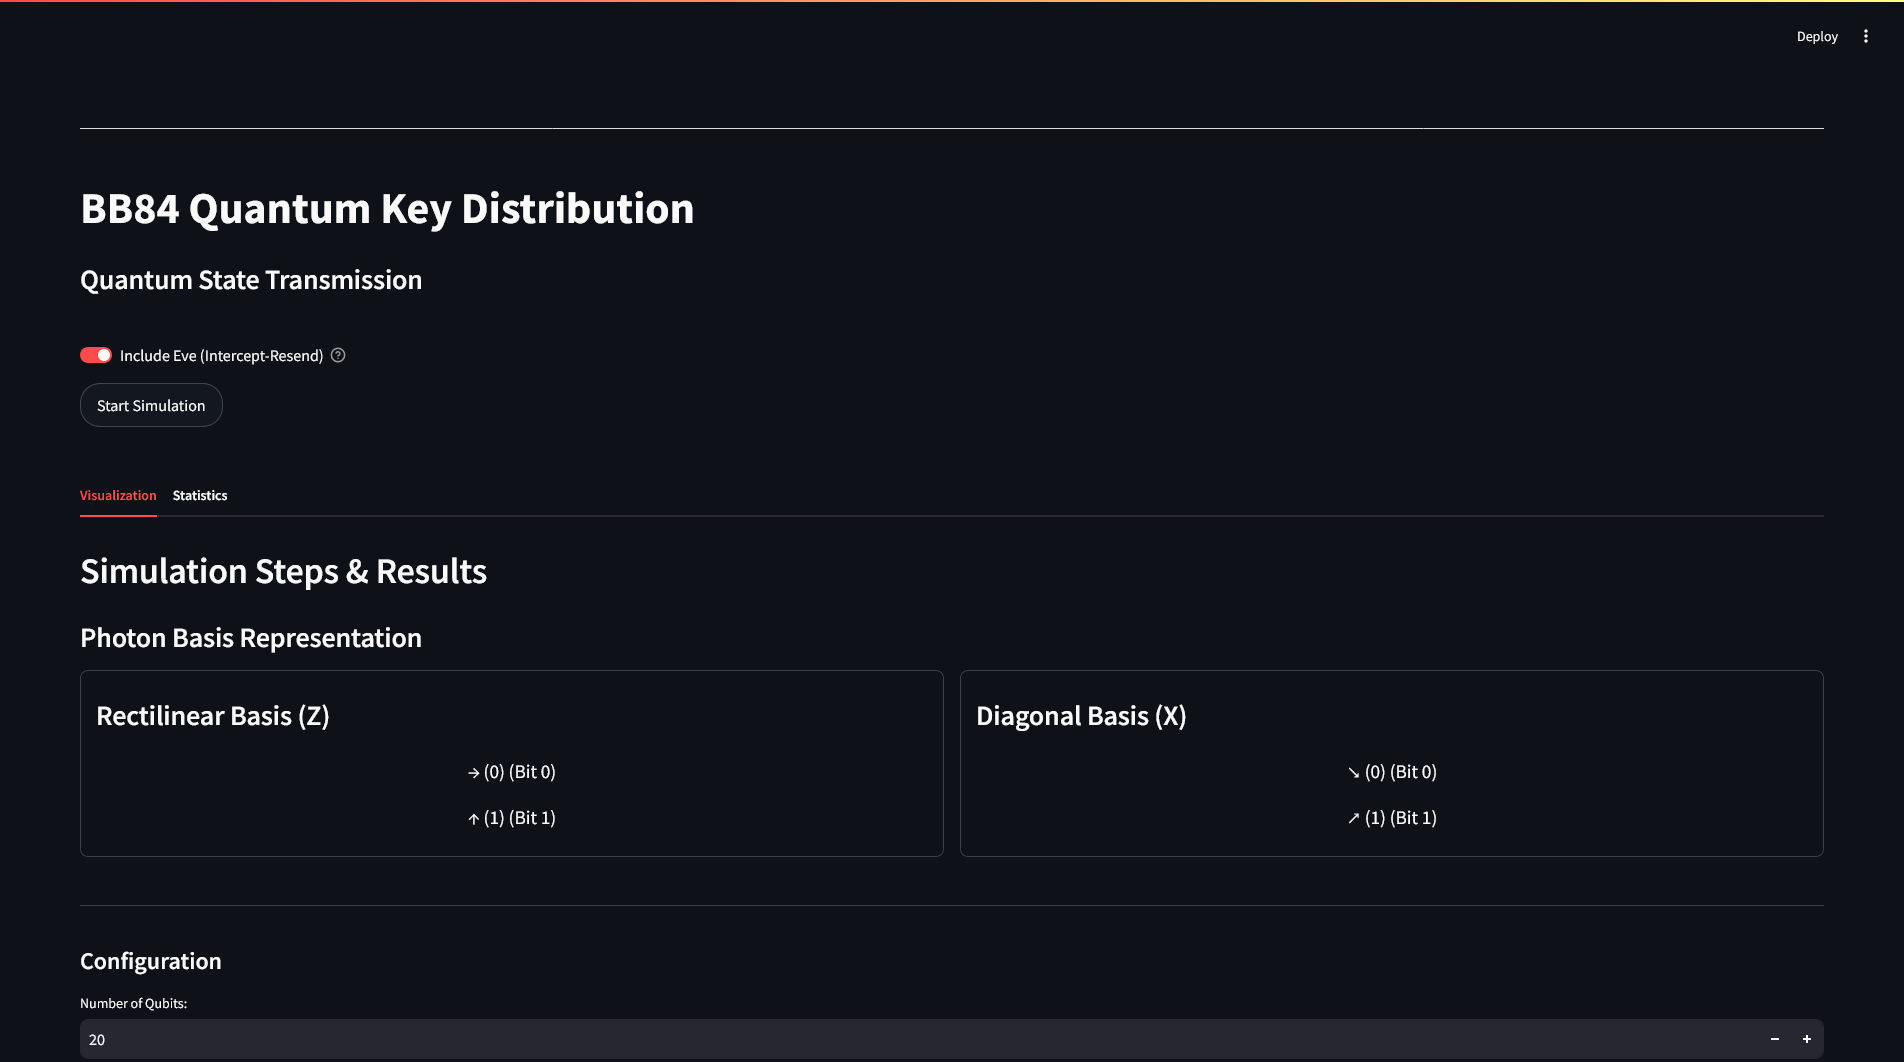 Deploy
BB84 Quantum Key Distribution
Quantum State Transmission
Include Eve (Intercept-Resend)
Start Simulation
Visualization Statistics
Simulation Steps & Results
Photon Basis Representation
Rectilinear Basis (Z)
→ (0) (Bit 0)
↑ (1) (Bit 1)
Diagonal Basis (X)
↘ (0) (Bit 0)
↗ (1) (Bit 1)
Configuration
Number of Qubits:
20